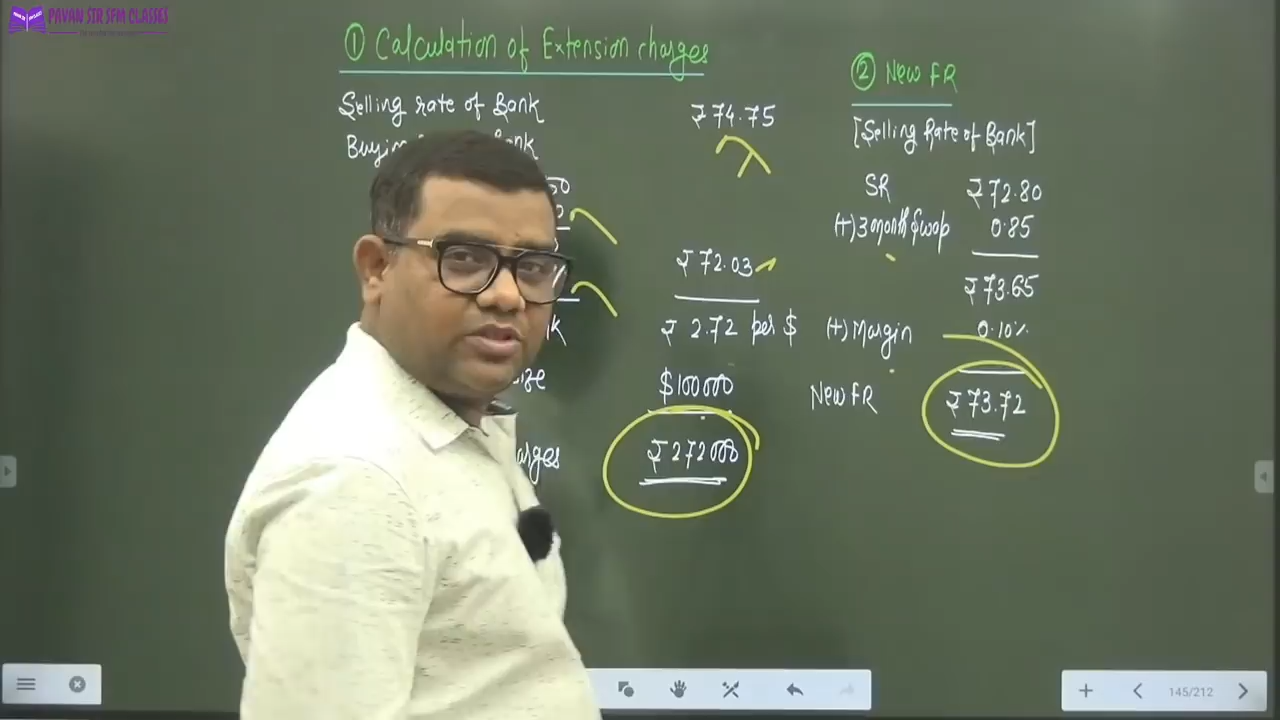 PAVAN SIR SFM CLASSES
① Calculation of Extension charges
Selling rate of Bank ₹74.75
50
₹72.03
₹ 2.72 per $
$100000
arges ₹272000
② New FR
[Selling Rate of Bank]
SR ₹72.80
(+) 3 month Swap 0.85
₹73.65
(+) Margin 0.10%
New FR ₹73.72
145/212